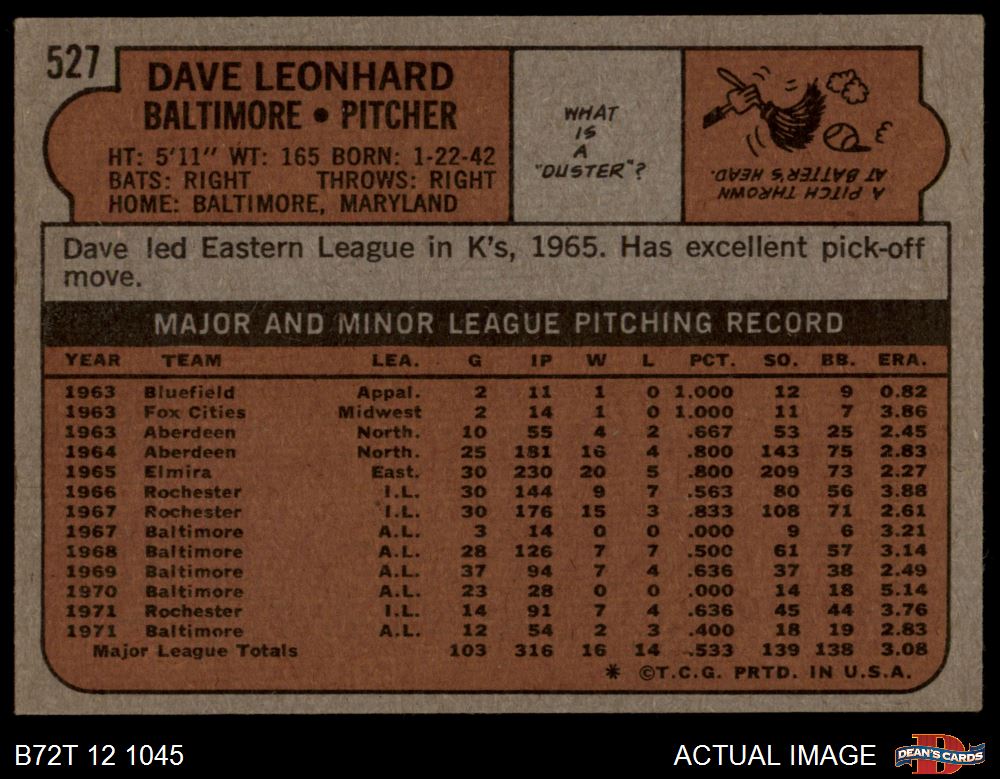 527
DAVE LEONHARD
BALTIMORE • PITCHER
HT: 5'11" WT: 165 BORN: 1-22-42
BATS: RIGHT THROWS: RIGHT
HOME: BALTIMORE, MARYLAND
WHAT
IS
A
"DUSTER"?
A PITCH THROWN
AT BATTER'S HEAD.
Dave led Eastern League in K's, 1965. Has excellent pick-off
move.
MAJOR AND MINOR LEAGUE PITCHING RECORD
YEAR TEAM LEA. G IP W L PCT. SO. BB. ERA.
1963 Bluefield Appal. 2 11 1 0 1.000 12 9 0.82
1963 Fox Cities Midwest 2 14 1 0 1.000 11 7 3.86
1963 Aberdeen North. 10 55 4 2 .667 53 25 2.45
1964 Aberdeen North. 25 181 16 4 .800 143 75 2.83
1965 Elmira East. 30 230 20 5 .800 209 73 2.27
1966 Rochester I.L. 30 144 9 7 .563 80 56 3.88
1967 Rochester I.L. 30 176 15 3 .833 108 71 2.61
1967 Baltimore A.L. 3 14 0 0 .000 9 6 3.21
1968 Baltimore A.L. 28 126 7 7 .500 61 57 3.14
1969 Baltimore A.L. 37 94 7 4 .636 37 38 2.49
1970 Baltimore A.L. 23 28 0 0 .000 14 18 5.14
1971 Rochester I.L. 14 91 7 4 .636 45 44 3.76
1971 Baltimore A.L. 12 54 2 3 .400 18 19 2.83
Major League Totals 103 316 16 14 .533 139 138 3.08
* ©T.C.G. PRTD. IN U.S.A.
B72T 12 1045
ACTUAL IMAGE
DEAN'S CARDS